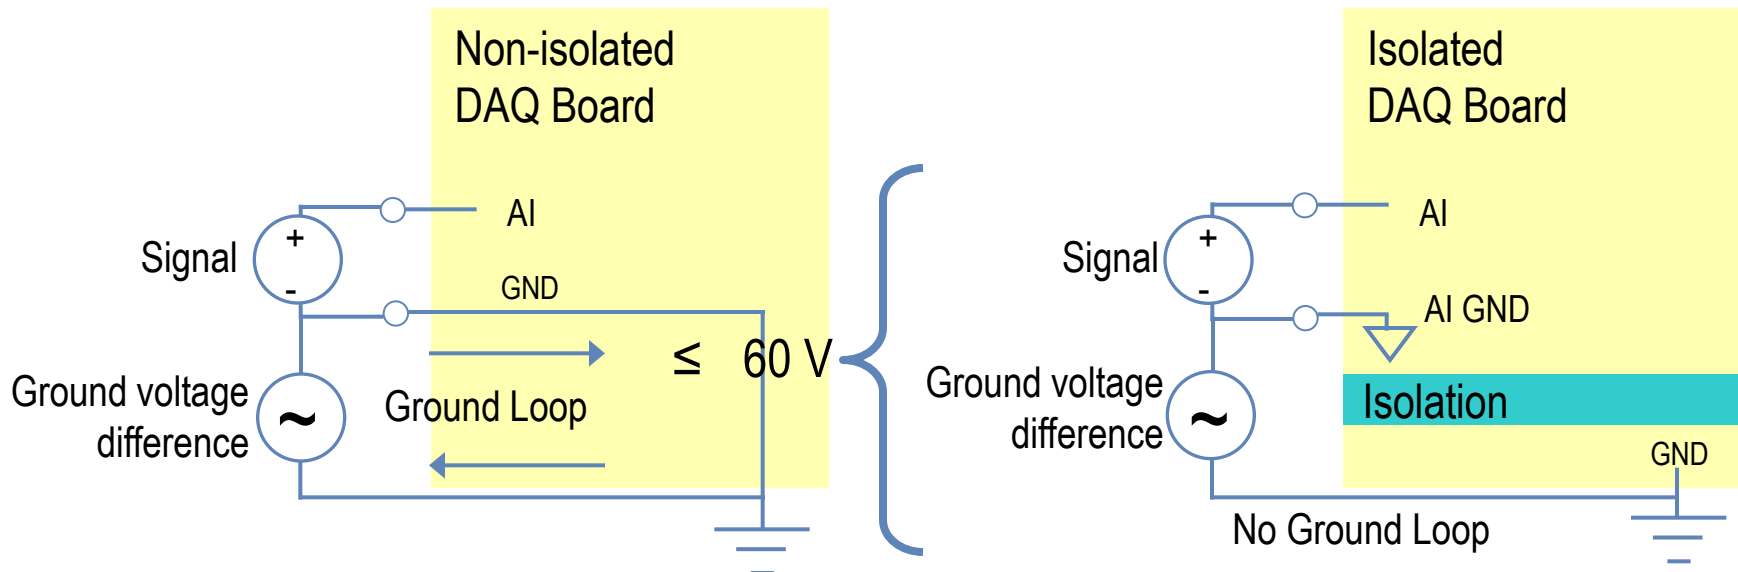 Non-isolated
DAQ Board
AI
+
Signal
-
GND
≤ 60 V
Ground voltage
difference
~
Ground Loop
Isolated
DAQ Board
AI
+
Signal
-
AI GND
Ground voltage
difference
~
Isolation
GND
No Ground Loop